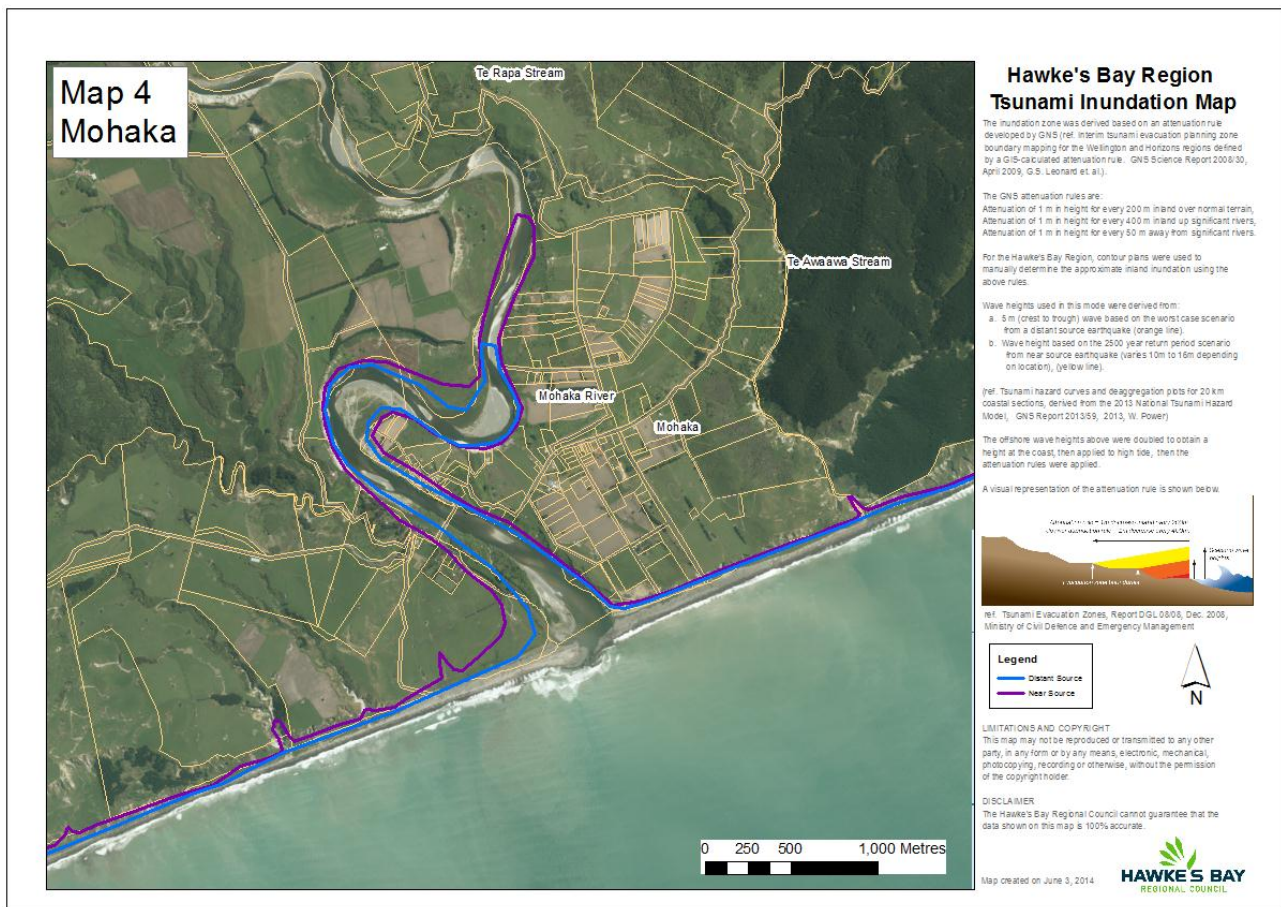 Map 4
Mohaka
Te Rapa Stream
Te Awaawa Stream
Mohaka River
Mohaka
0 250 500 1,000 Metres
Hawke's Bay Region
Tsunami Inundation Map
The inundation zone was derived based on an attenuation rule
developed by GNS (ref. Interim tsunami evacuation planning zone
boundary mapping for the Wellington and Horizons regions defined
by a GIS-calculated attenuation rule. GNS Science Report 2008/30,
April 2009, G.S. Leonard et. al.).
The GNS attenuation rules are:
Attenuation of 1 m in height for every 200 m inland over normal terrain,
Attenuation of 1 m in height for every 400 m inland up significant rivers,
Attenuation of 1 m in height for every 50 m away from significant rivers.
For the Hawke's Bay Region, contour plans were used to
manually determine the approximate inland inundation using the
above rules.
Wave heights used in this mode were derived from:
a. 5 m (crest to trough) wave based on the worst case scenario
from a distant source earthquake (orange line).
b. Wave height based on the 2500 year return period scenario
from near source earthquake (varies 10m to 16m depending
on location), (yellow line).
(ref. Tsunami hazard curves and deaggregation plots for 20 km
coastal sections, derived from the 2013 National Tsunami Hazard
Model, GNS Report 2013/59, 2013, W. Power)
The offshore wave heights above were doubled to obtain a
height at the coast, then applied to high tide, then the
attenuation rules were applied.
A visual representation of the attenuation rule is shown below.
ref. Tsunami Evacuation Zones, Report DGL 08/08, Dec. 2008,
Ministry of Civil Defence and Emergency Management
Legend
Distant Source
Near Source
N
LIMITATIONS AND COPYRIGHT
This map may not be reproduced or transmitted to any other
party, in any form or by any means, electronic, mechanical,
photocopying, recording or otherwise, without the permission
of the copyright holder.
DISCLAIMER
The Hawke's Bay Regional Council cannot guarantee that the
data shown on this map is 100% accurate.
Map created on June 3, 2014
HAWKE'S BAY
REGIONAL COUNCIL